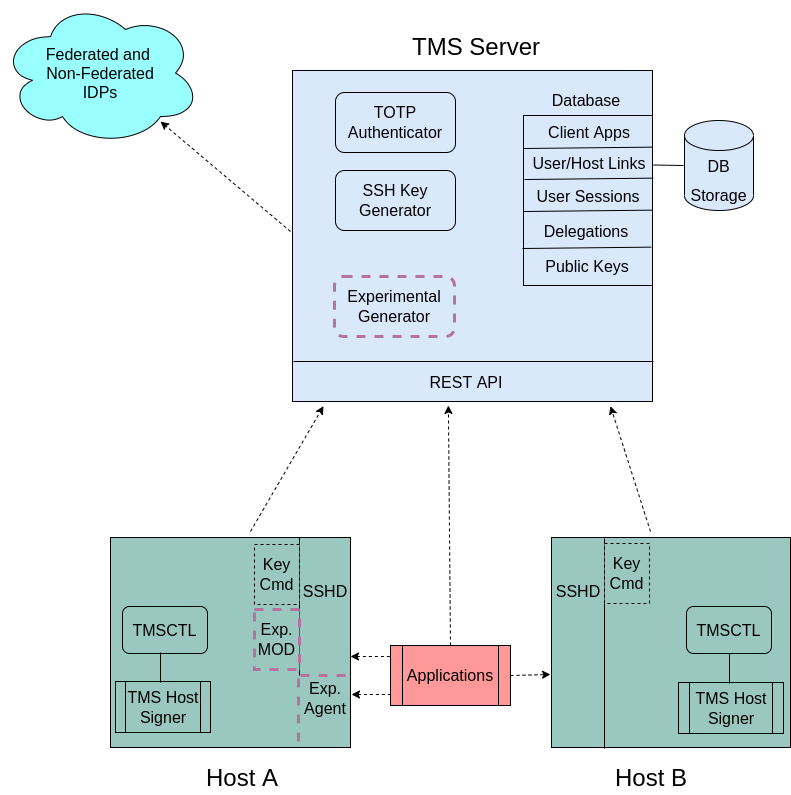 Federated and
Non-Federated
IDPs
TMS Server
TOTP
Authenticator
SSH Key
Generator
Experimental
Generator
Database
Client Apps
User/Host Links
User Sessions
Delegations
Public Keys
DB
Storage
REST API
Key
Cmd
SSHD
Exp.
MOD
TMSCTL
TMS Host
Signer
Exp.
Agent
Host A
Applications
SSHD
Key
Cmd
TMSCTL
TMS Host
Signer
Host B